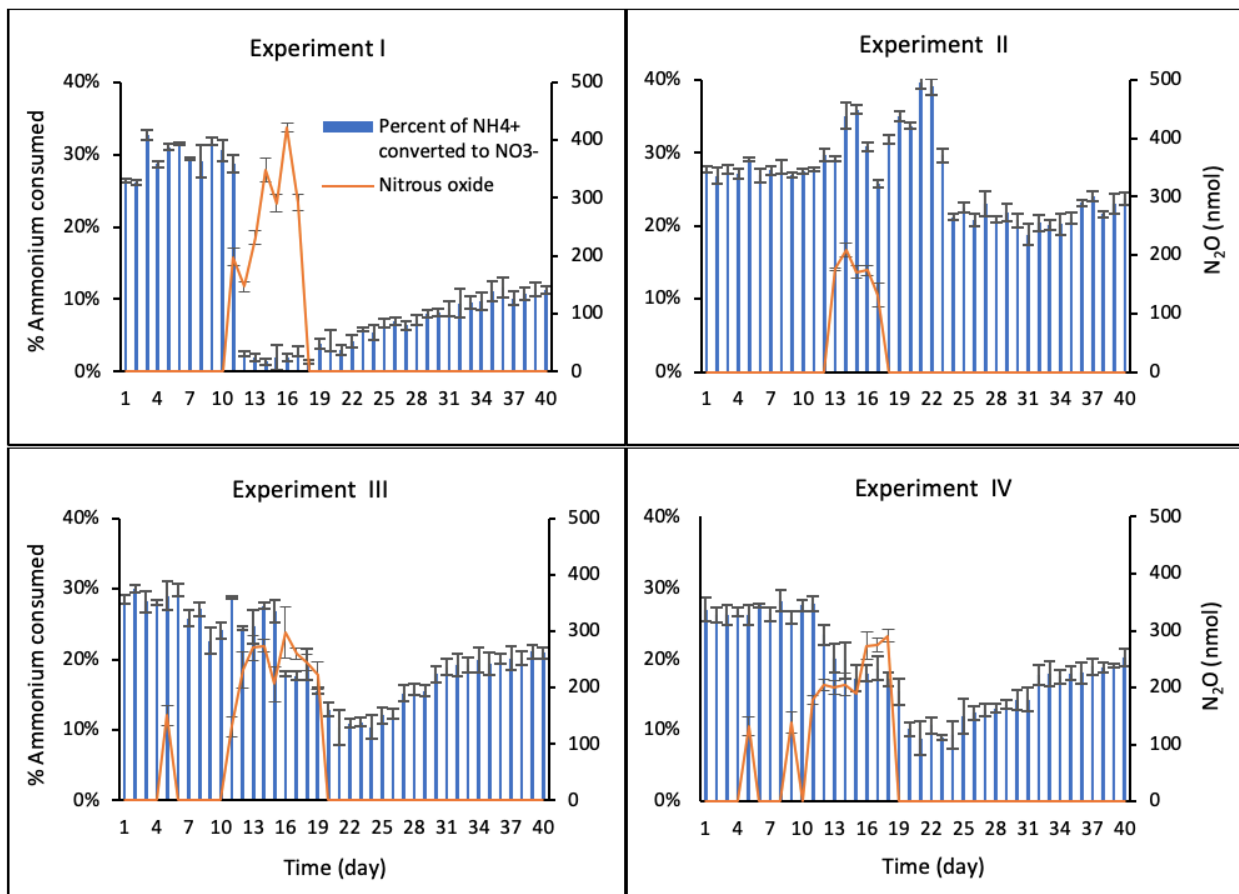 Experiment I
% Ammonium consumed
40%
30%
20%
10%
0%
500
400
300
200
100
0
Percent of NH4+
converted to NO3-
Nitrous oxide
1 4 7 10 13 16 19 22 25 28 31 34 37 40
Experiment II
40%
30%
20%
10%
0%
500
400
300
200
100
0
N₂O (nmol)
1 4 7 10 13 16 19 22 25 28 31 34 37 40
Experiment III
% Ammonium consumed
40%
30%
20%
10%
0%
500
400
300
200
100
0
1 4 7 10 13 16 19 22 25 28 31 34 37 40
Time (day)
Experiment IV
40%
30%
20%
10%
0%
500
400
300
200
100
0
N₂O (nmol)
1 4 7 10 13 16 19 22 25 28 31 34 37 40
Time (day)